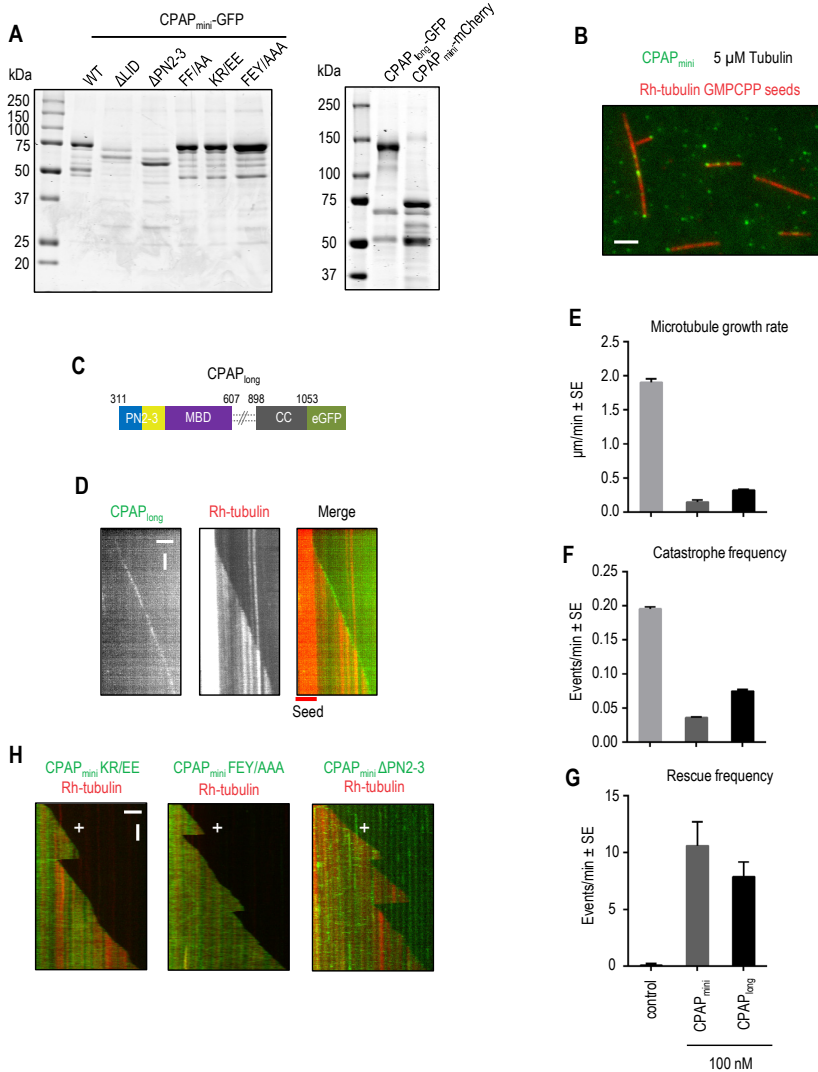 A
CPAPmini-GFP
kDa
WT
ΔLID
ΔPN2-3
FF/AA
KR/EE
FEY/AAA
250
150
100
75
50
37
25
20
kDa
CPAPlong-GFP
CPAPmini-mCherry
250
150
100
75
50
37
B
CPAPmini 5 µM Tubulin
Rh-tubulin GMPCPP seeds
C
CPAPlong
311 607 898 1053
PN2-3 MBD CC eGFP
D
CPAPlong Rh-tubulin Merge
Seed
E
Microtubule growth rate
µm/min ± SE
2.0
1.5
1.0
0.5
0.0
F
Catastrophe frequency
Events/min ± SE
0.20
0.15
0.10
0.05
0.00
G
Rescue frequency
Events/min ± SE
15
10
5
0
control
CPAPmini
CPAPlong
100 nM
H
CPAPmini KR/EE CPAPmini FEY/AAA CPAPmini ΔPN2-3
Rh-tubulin Rh-tubulin Rh-tubulin
+ + +